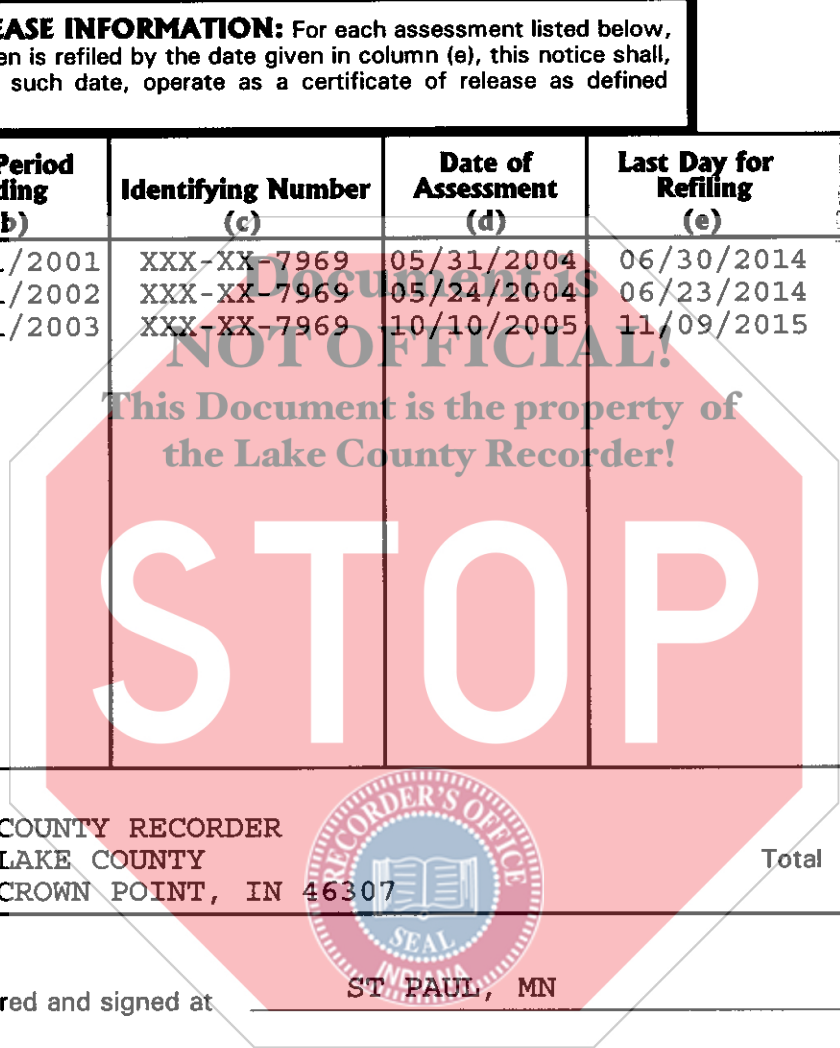 EASE INFORMATION: For each assessment listed below,
en is refiled by the date given in column (e), this notice shall,
such date, operate as a certificate of release as defined
Period
ding
b)
Identifying Number
(c)
Date of
Assessment
(d)
Last Day for
Refiling
(e)
/2001 XXX-XX-7969 05/31/2004 06/30/2014
/2002 XXX-XX-7969 05/24/2004 06/23/2014
/2003 XXX-XX-7969 10/10/2005 11/09/2015
Document is
NOT OFFICIAL!
This Document is the property of
the Lake County Recorder!
STOP
COUNTY RECORDER
LAKE COUNTY
CROWN POINT, IN 46307
Total
RECORDER'S OFFICE
SEAL
INDIANA
red and signed at ST PAUL, MN